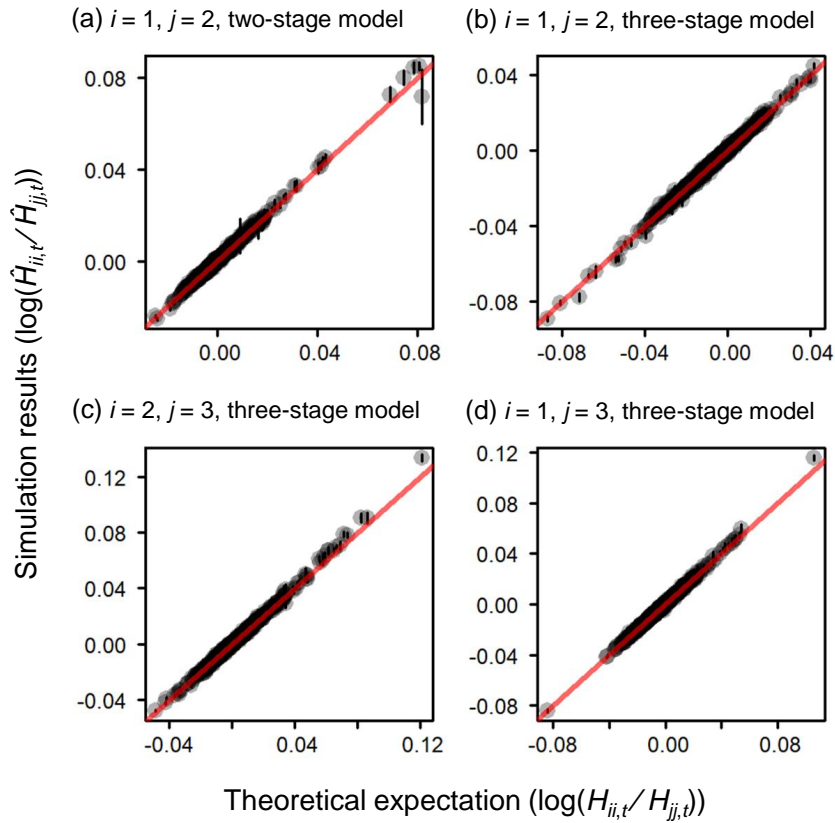 (a) i = 1, j = 2, two-stage model
(b) i = 1, j = 2, three-stage model
0.08
0.04
0.00
0.00 0.04 0.08
0.04
0.00
-0.04
-0.08
-0.08 -0.04 0.00 0.04
Simulation results (log(Ĥii,t / Ĥjj,t))
(c) i = 2, j = 3, three-stage model
(d) i = 1, j = 3, three-stage model
0.12
0.08
0.04
0.00
-0.04
-0.04 0.04 0.12
0.12
0.08
0.04
0.00
-0.04
-0.08
-0.08 0.00 0.08
Theoretical expectation (log(Hii,t / Hjj,t))